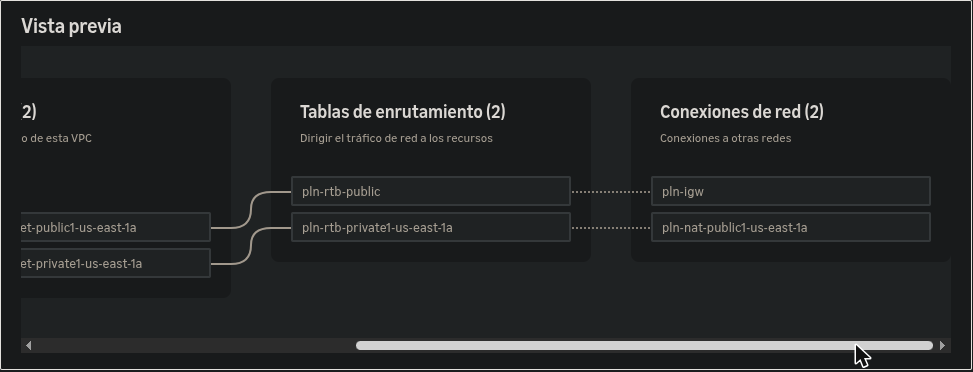 Vista previa
2)
o de esta VPC
et-public1-us-east-1a
et-private1-us-east-1a
Tablas de enrutamiento (2)
Dirigir el tráfico de red a los recursos
pln-rtb-public
pln-rtb-private1-us-east-1a
Conexiones de red (2)
Conexiones a otras redes
pln-igw
pln-nat-public1-us-east-1a